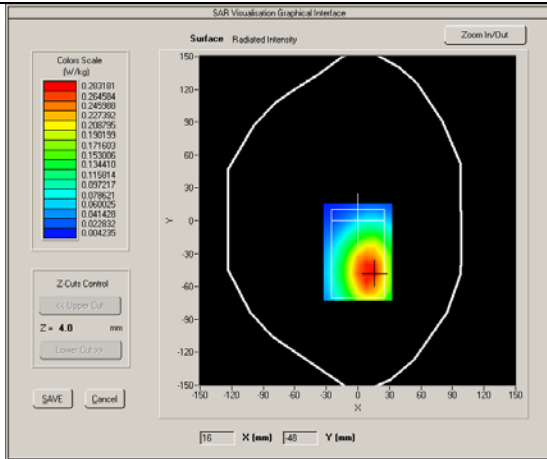 SAR Visualisation Graphical Interface
Surface Radiated Intensity
Zoom In/Out
Colors Scale
(W/kg)
0.283181
0.264584
0.245988
0.227392
0.208795
0.190199
0.171603
0.153006
0.134410
0.115814
0.097217
0.078621
0.060025
0.041428
0.022832
0.004235
Z-Cuts Control
<< Upper Cut
Z = 4.0 mm
Lower Cut >>
SAVE Cancel
150
120
90
60
30
0
-30
-60
-90
-120
-150
Y
-150 -120 -90 -60 -30 0 30 60 90 120 150
X
16 X (mm) -48 Y (mm)